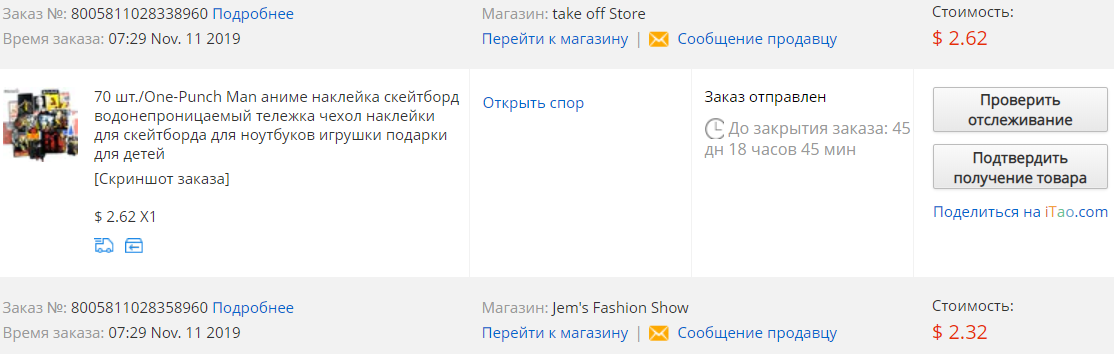 Заказ №: 8005811028338960 Подробнее
Магазин: take off Store
Стоимость:
Время заказа: 07:29 Nov. 11 2019
Перейти к магазину | Сообщение продавцу
$ 2.62
70 шт./One-Punch Man аниме наклейка скейтборд
водонепроницаемый тележка чехол наклейки
для скейтборда для ноутбуков игрушки подарки
для детей
[Скриншот заказа]
$ 2.62 X1
Открыть спор
Заказ отправлен
До закрытия заказа: 45
дн 18 часов 45 мин
Проверить
отслеживание
Подтвердить
получение товара
Поделиться на iTao.com
Заказ №: 8005811028358960 Подробнее
Магазин: Jem's Fashion Show
Стоимость:
Время заказа: 07:29 Nov. 11 2019
Перейти к магазину | Сообщение продавцу
$ 2.32